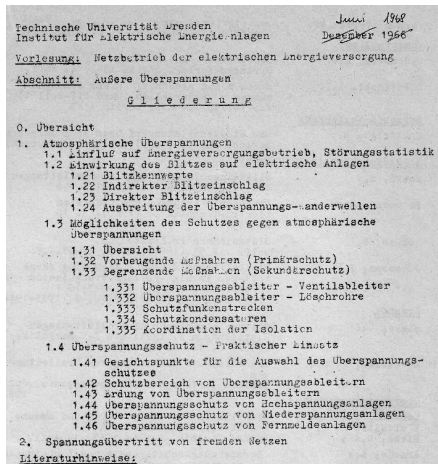 Technische Universität Dresden
Institut für Elektrische Energieanlagen
Juni 1968
Dezember 1966
Vorlesung: Netzbetrieb der elektrischen Energieversorgung
Abschnitt: Äußere Überspannungen
G l i e d e r u n g
0. Übersicht
1. Atmosphärische Überspannungen
1.1 Einfluß auf Energieversorgungsbetrieb, Störungsstatistik
1.2 Einwirkung des Blitzes auf elektrische Anlagen
1.21 Blitzkennwerte
1.22 Indirekter Blitzeinschlag
1.23 Direkter Blitzeinschlag
1.24 Ausbreitung der Überspannungs-Wanderwellen
1.3 Möglichkeiten des Schutzes gegen atmosphärische
Überspannungen
1.31 Übersicht
1.32 Vorbeugende Maßnahmen (Primärschutz)
1.33 Begrenzende Maßnahmen (Sekundärschutz)
1.331 Überspannungsableiter - Ventilableiter
1.332 Überspannungsableiter - Löschrohre
1.333 Schutzfunkenstrecken
1.334 Schutzkondensatoren
1.335 Koordination der Isolation
1.4 Überspannungsschutz - Praktischer Einsatz
1.41 Gesichtspunkte für die Auswahl des Überspannungs-
schutzes
1.42 Schutzbereich von Überspannungsableitern
1.43 Erdung von Überspannungsableitern
1.44 Überspannungsschutz von Hochspannungsanlagen
1.45 Überspannungsschutz von Niederspannungsanlagen
1.46 Überspannungsschutz von Fernmeldeanlagen
2. Spannungsübertritt von fremden Netzen
Literaturhinweise: